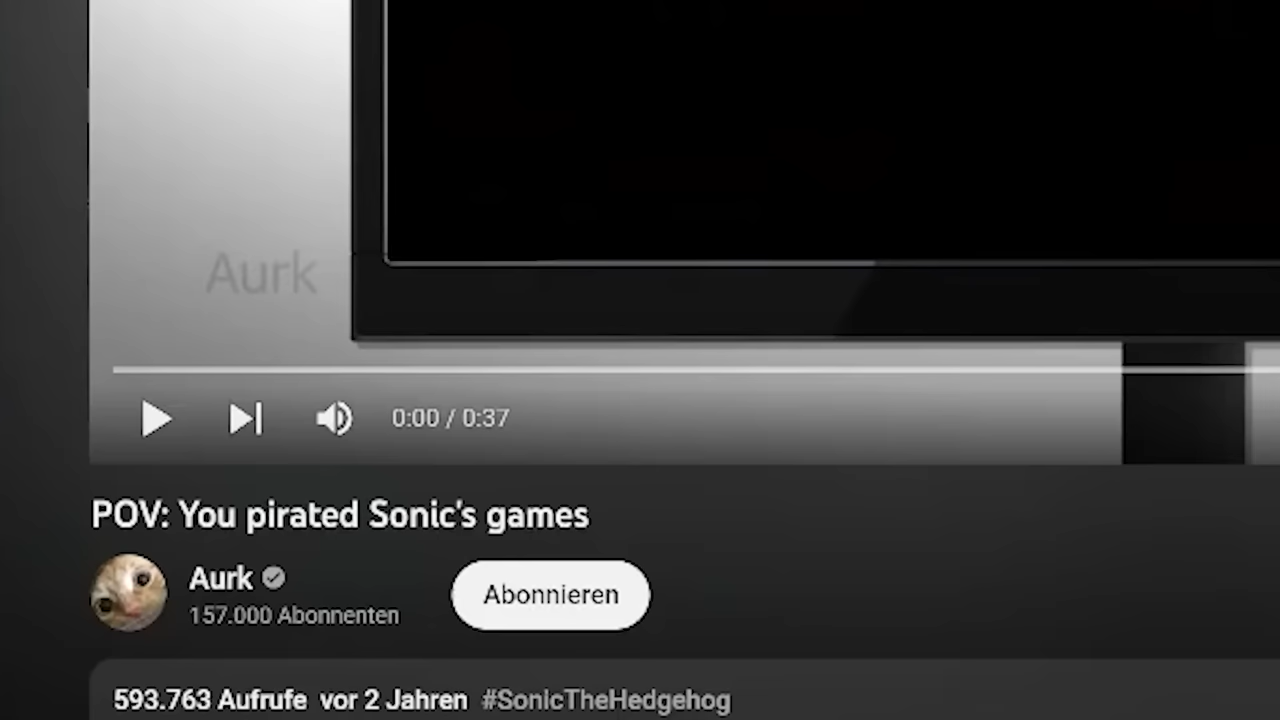 Aurk
0:00 / 0:37
POV: You pirated Sonic's games
Aurk
157.000 Abonnenten
Abonnieren
593.763 Aufrufe vor 2 Jahren #SonicTheHedgehog